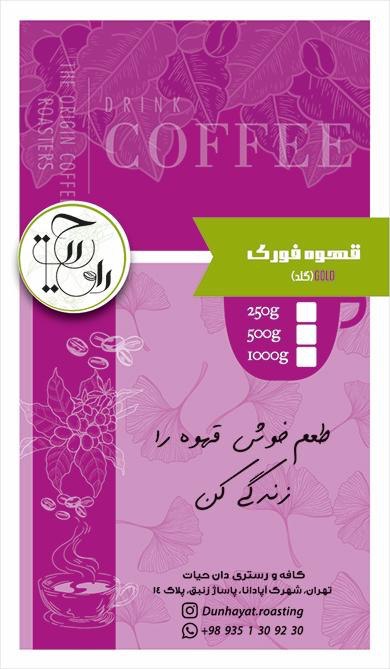 THE ORIGIN COFFEE
ROASTERS
DRINK
COFFEE
قهوه فورک
GOLD(گلد)
250g
500g
1000g
طعم خوش قهوه را
زندگی کن
کافه و رستری دان حیات
تهران، شهرک آپادانا، پاساژ زنبق، پلاک ۱۴
Dunhayat.roasting
+98 935 1 30 92 30